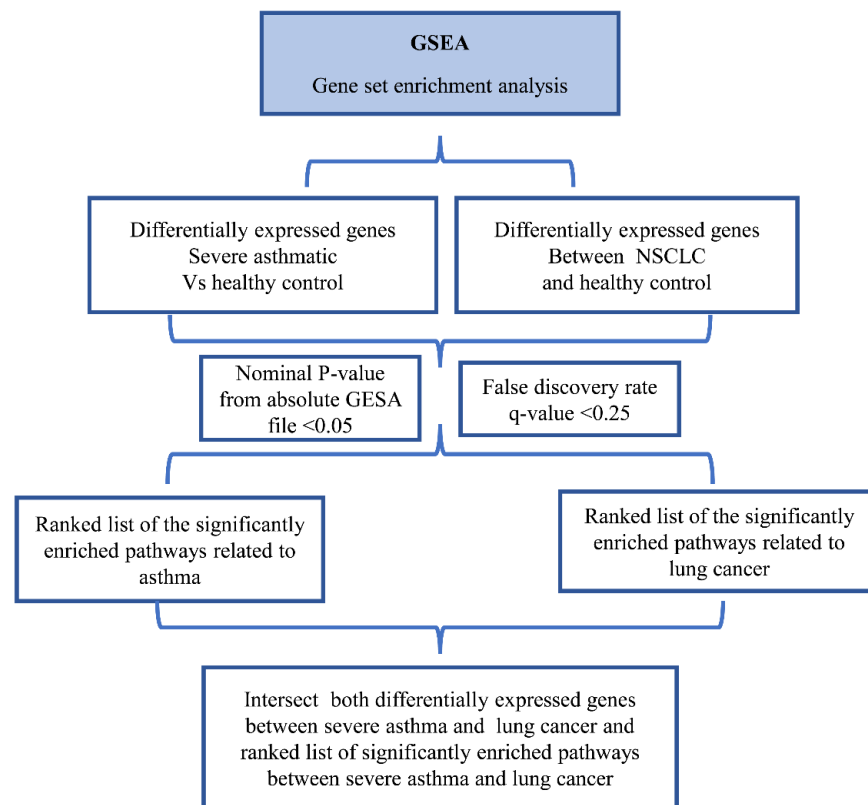 GSEA
Gene set enrichment analysis
Differentially expressed genes
Severe asthmatic
Vs healthy control
Differentially expressed genes
Between NSCLC
and healthy control
Nominal P-value
from absolute GESA
file <0.05
False discovery rate
q-value <0.25
Ranked list of the significantly
enriched pathways related to
asthma
Ranked list of the significantly
enriched pathways related to
lung cancer
Intersect both differentially expressed genes
between severe asthma and lung cancer and
ranked list of significantly enriched pathways
between severe asthma and lung cancer